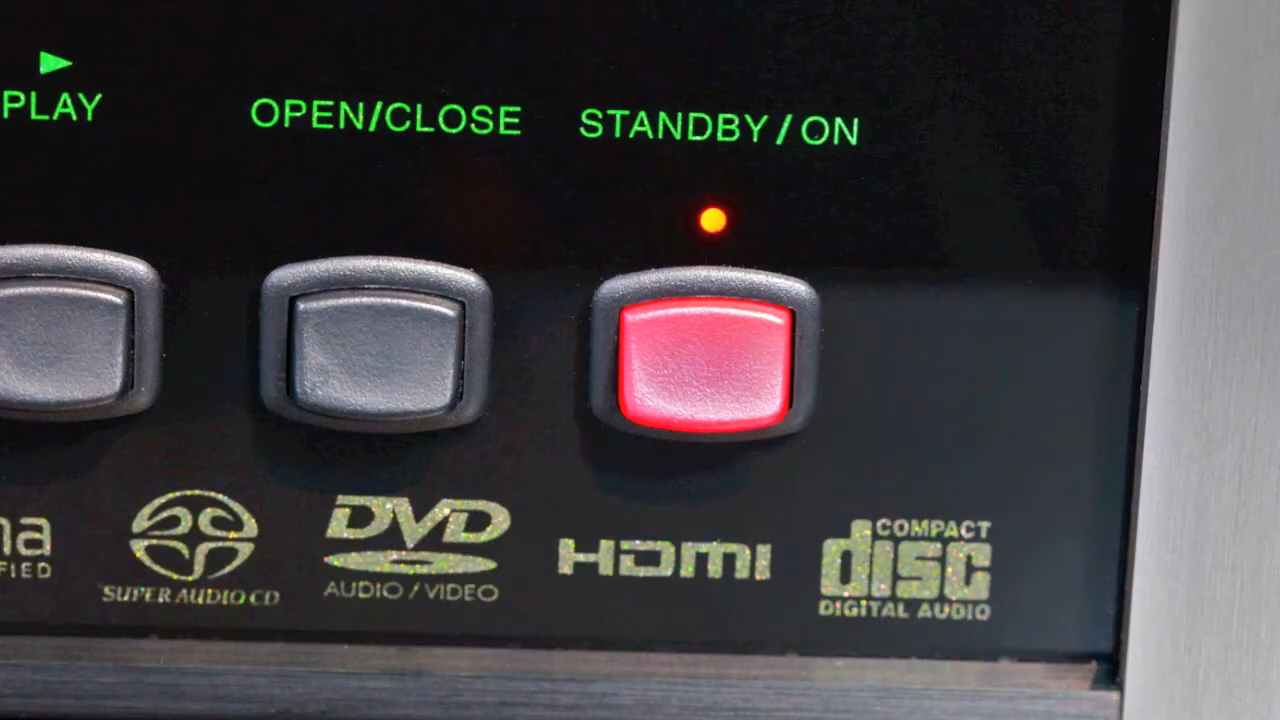 PLAY
OPEN/CLOSE
STANDBY/ON
SUPER AUDIO CD
DVD
AUDIO/VIDEO
HDMI
COMPACT
disc
DIGITAL AUDIO